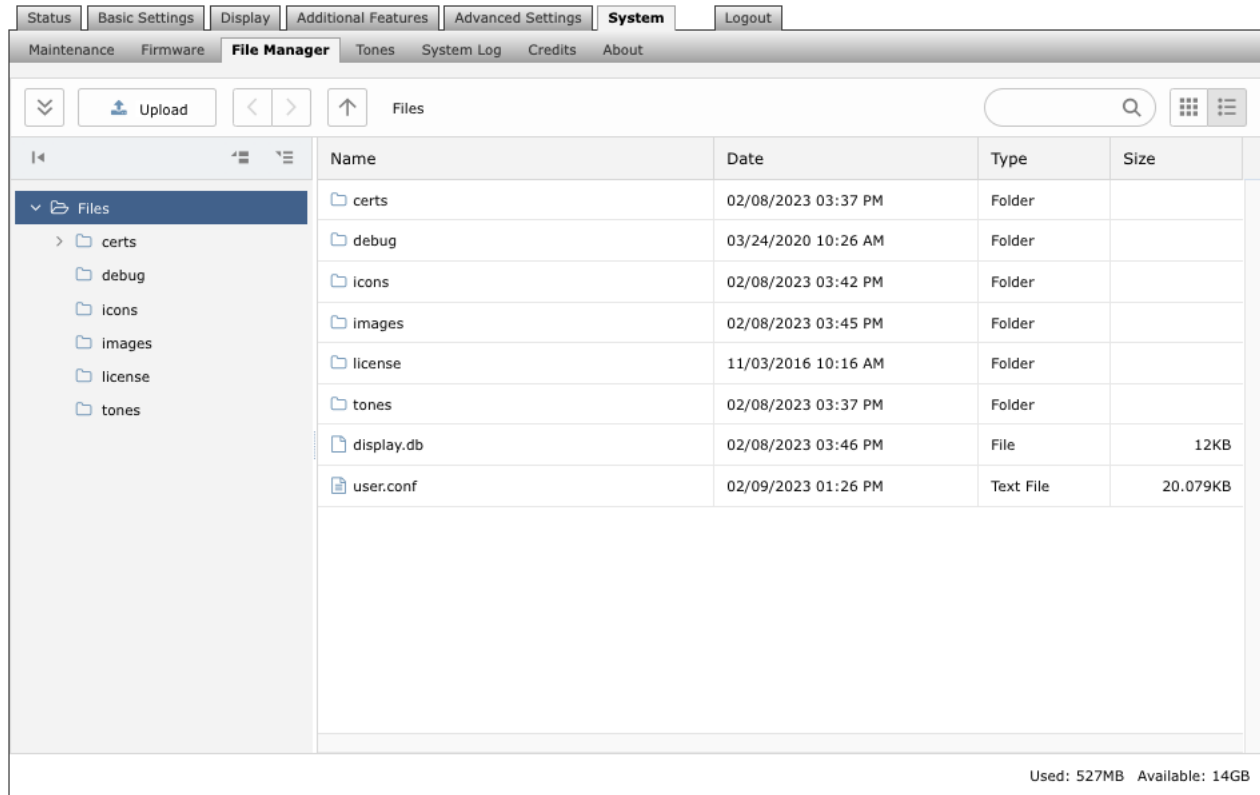 Status Basic Settings Display Additional Features Advanced Settings System Logout
Maintenance Firmware File Manager Tones System Log Credits About
Upload Files
Name Date Type Size
Files
certs
debug
icons
images
license
tones
certs 02/08/2023 03:37 PM Folder
debug 03/24/2020 10:26 AM Folder
icons 02/08/2023 03:42 PM Folder
images 02/08/2023 03:45 PM Folder
license 11/03/2016 10:16 AM Folder
tones 02/08/2023 03:37 PM Folder
display.db 02/08/2023 03:46 PM File 12KB
user.conf 02/09/2023 01:26 PM Text File 20.079KB
Used: 527MB Available: 14GB